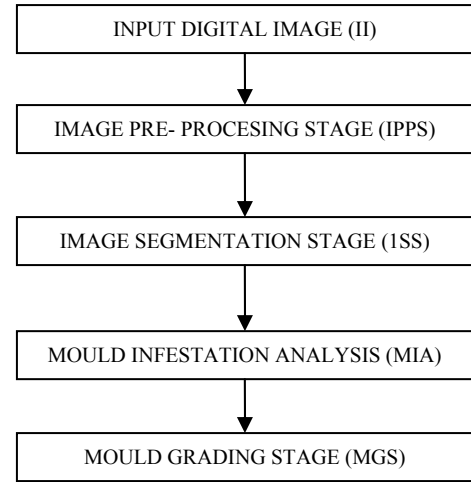 INPUT DIGITAL IMAGE (II)
IMAGE PRE- PROCESING STAGE (IPPS)
IMAGE SEGMENTATION STAGE (1SS)
MOULD INFESTATION ANALYSIS (MIA)
MOULD GRADING STAGE (MGS)